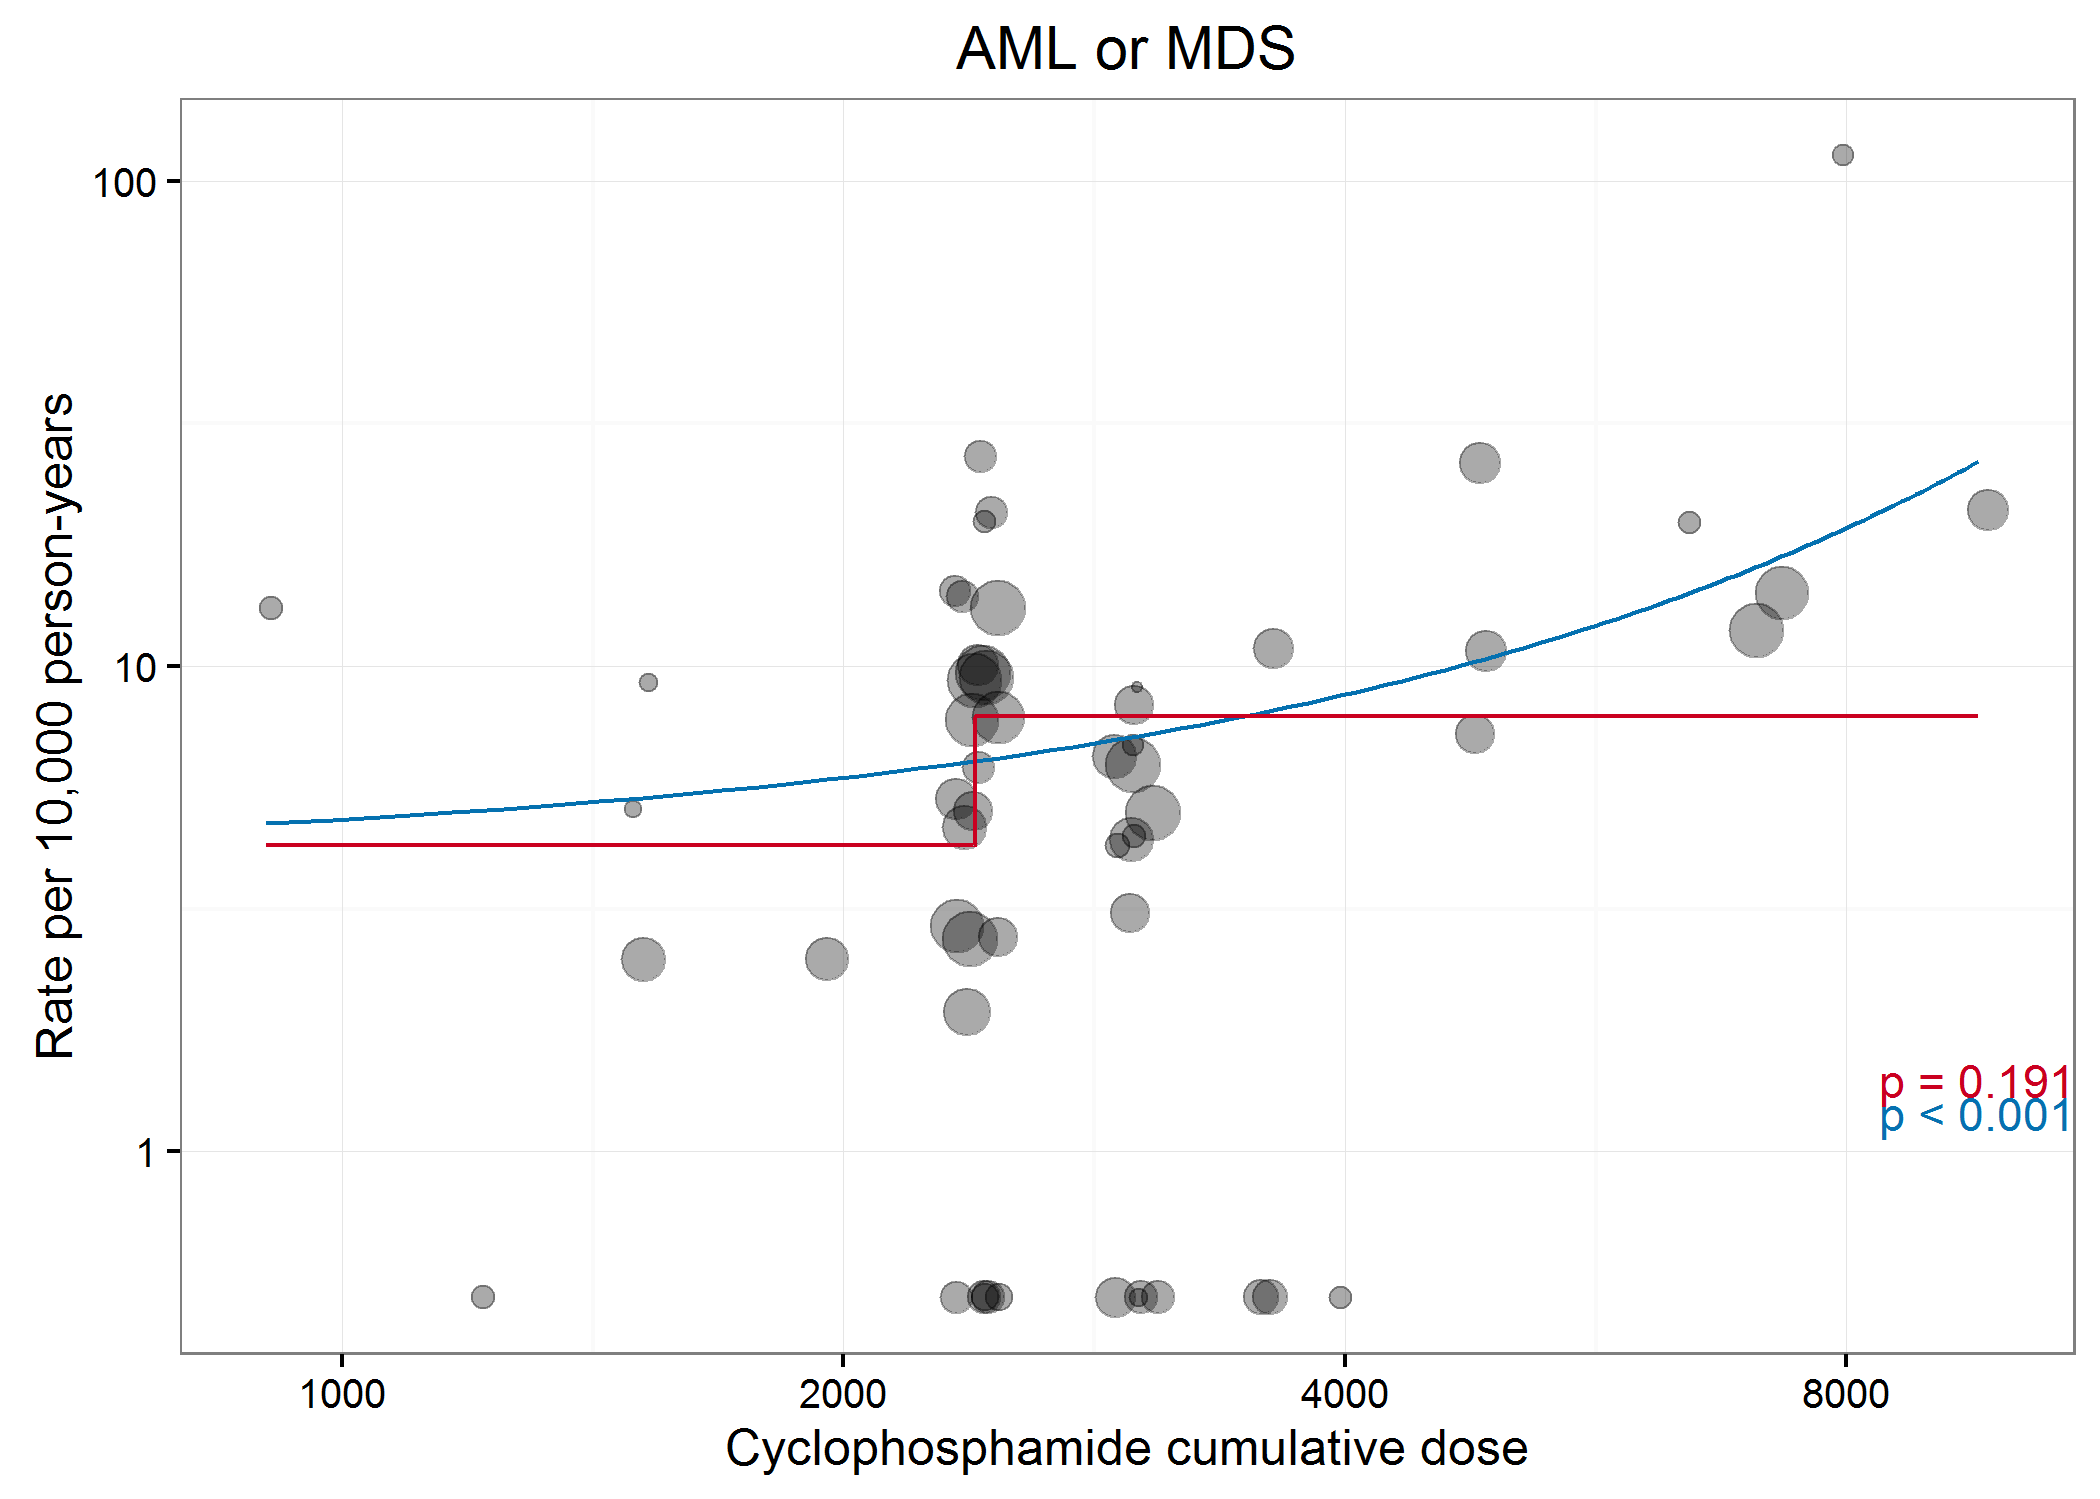 AML or MDS
Rate per 10,000 person-years
100
10
1
p = 0.191
p < 0.001
1000
2000
4000
8000
Cyclophosphamide cumulative dose